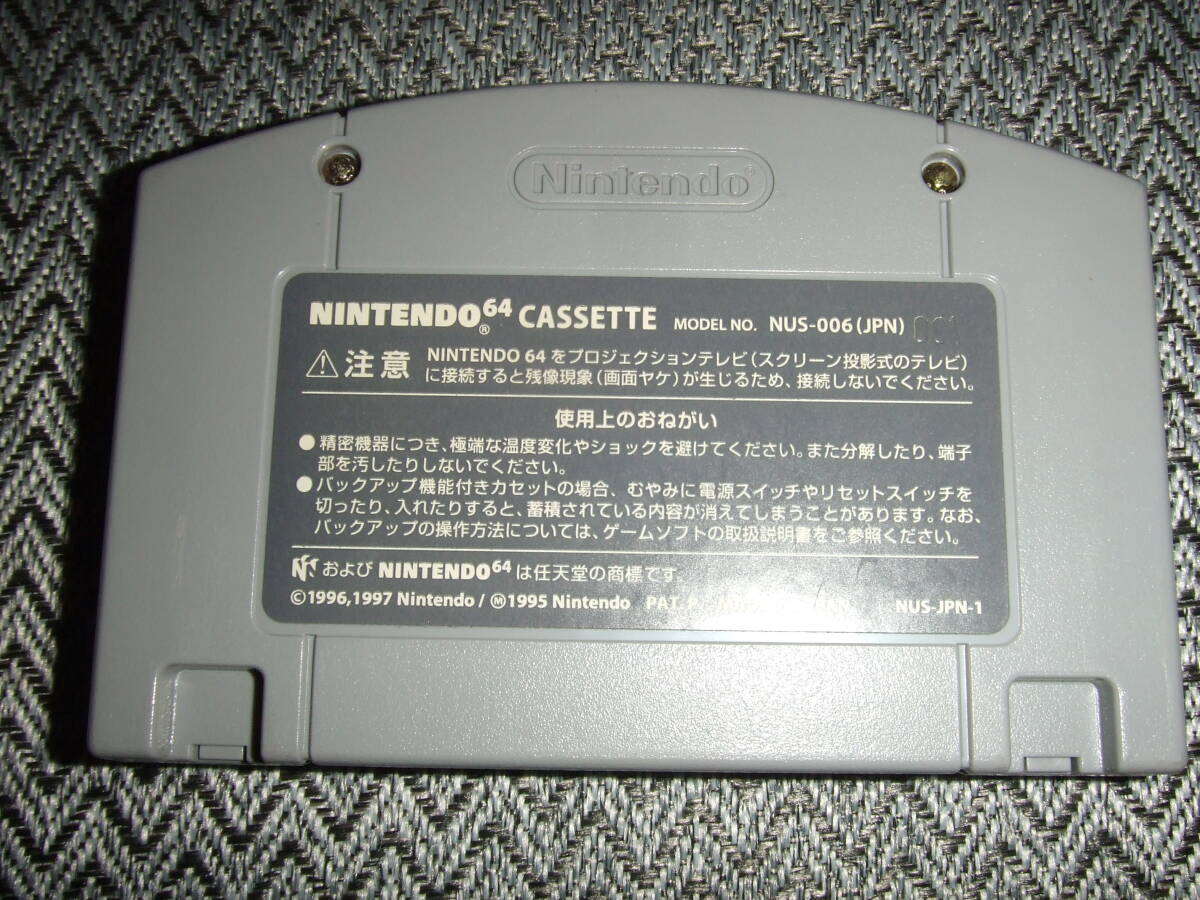 Nintendo
NINTENDO64® CASSETTE MODEL NO. NUS-006(JPN)
⚠注意 NINTENDO 64をプロジェクションテレビ(スクリーン投影式のテレビ)
に接続すると残像現象(画面ヤケ)が生じるため、接続しないでください。
使用上のおねがい
●精密機器につき、極端な温度変化やショックを避けてください。また分解したり、端子
部を汚したりしないでください。
●バックアップ機能付きカセットの場合、むやみに電源スイッチやリセットスイッチを
切ったり、入れたりすると、蓄積されている内容が消えてしまうことがあります。なお、
バックアップの操作方法については、ゲームソフトの取扱説明書をご参照ください。
および NINTENDO64 は任天堂の商標です。
©1996,1997 Nintendo / Ⓜ1995 Nintendo PAT. NUS-JPN-1